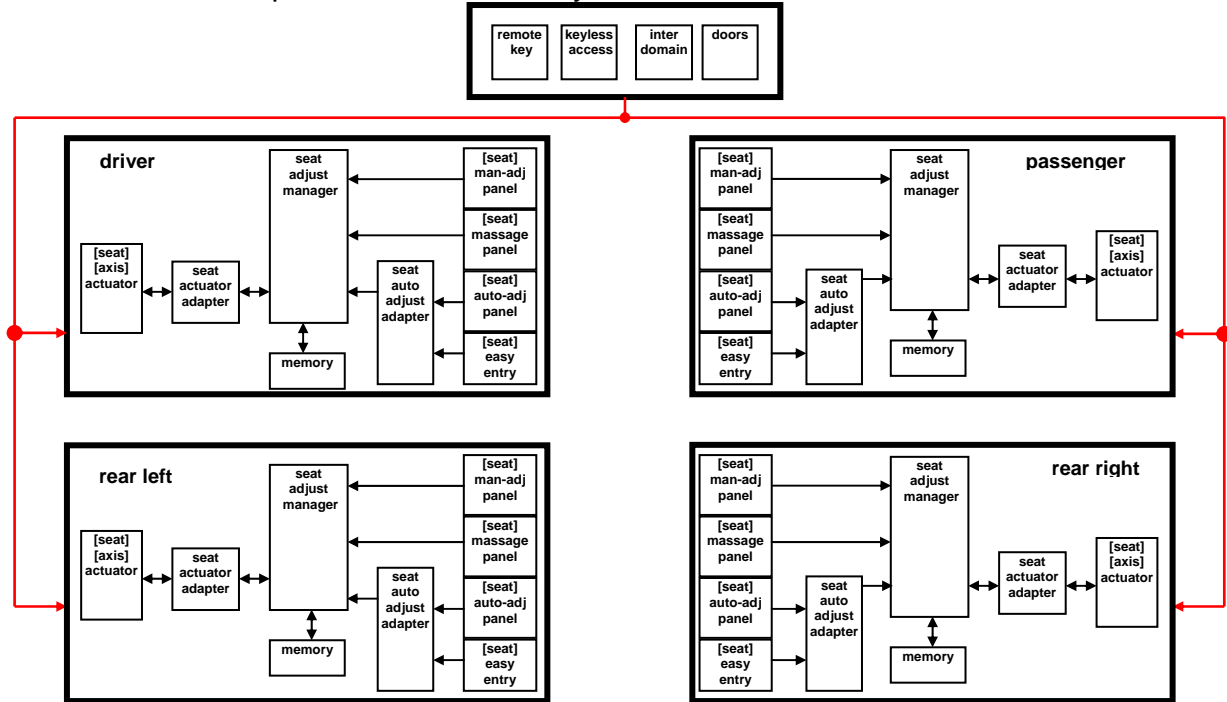 remote
key
keyless
access
inter
domain
doors
driver
seat
adjust
manager
[seat]
man-adj
panel
[seat]
massage
panel
[seat]
auto-adj
panel
[seat]
easy
entry
[seat]
[axis]
actuator
seat
actuator
adapter
seat
auto
adjust
adapter
memory
passenger
[seat]
man-adj
panel
[seat]
massage
panel
[seat]
auto-adj
panel
[seat]
easy
entry
seat
adjust
manager
seat
auto
adjust
adapter
seat
actuator
adapter
[seat]
[axis]
actuator
memory
rear left
seat
adjust
manager
[seat]
man-adj
panel
[seat]
massage
panel
[seat]
auto-adj
panel
[seat]
easy
entry
[seat]
[axis]
actuator
seat
actuator
adapter
seat
auto
adjust
adapter
memory
rear right
[seat]
man-adj
panel
[seat]
massage
panel
[seat]
auto-adj
panel
[seat]
easy
entry
seat
adjust
manager
seat
auto
adjust
adapter
seat
actuator
adapter
[seat]
[axis]
actuator
memory